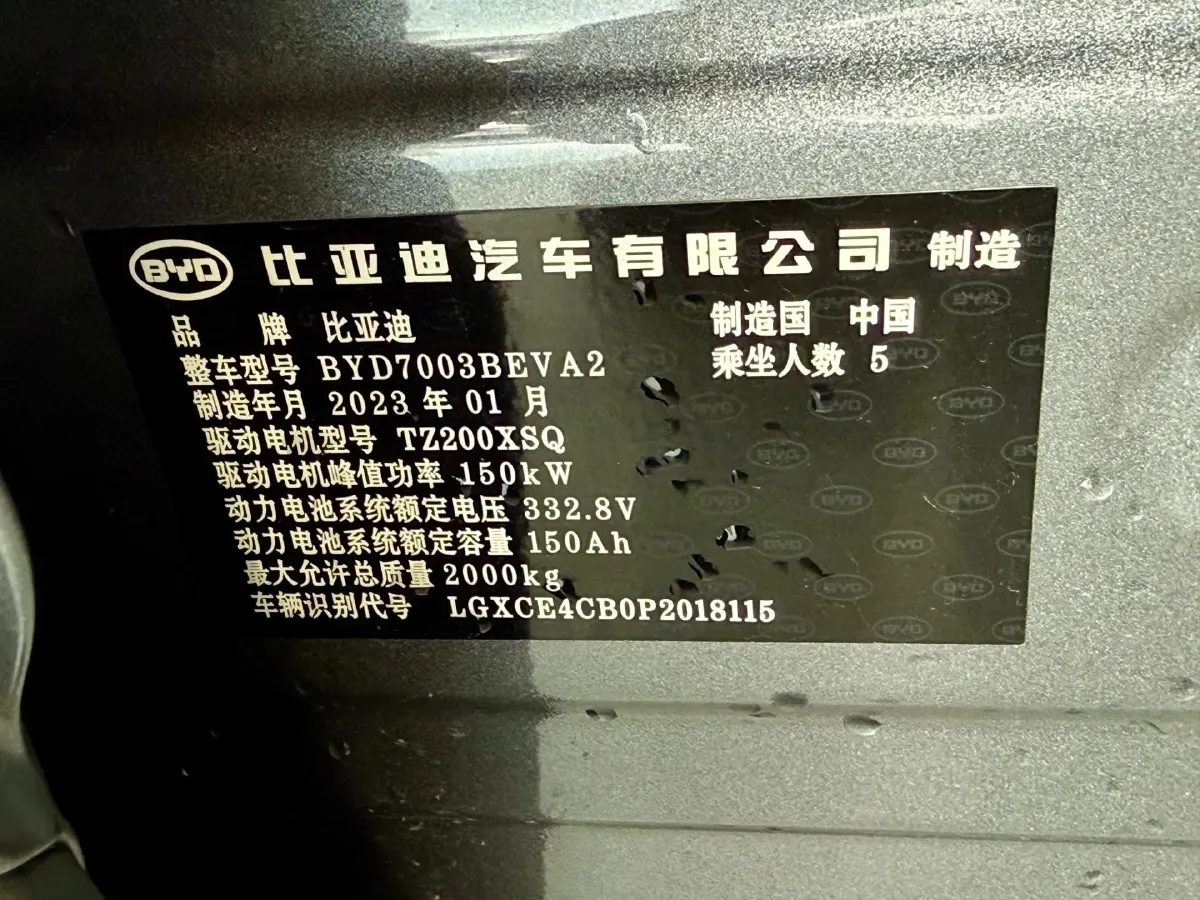 BYD 比亚迪汽车有限公司 制造
品 牌 比亚迪 制造国 中国
整车型号 BYD7003BEVA2 乘坐人数 5
制造年月 2023 年 01 月
驱动电机型号 TZ200XSQ
驱动电机峰值功率 150kW
动力电池系统额定电压 332.8V
动力电池系统额定容量 150Ah
最大允许总质量 2000kg
车辆识别代号 LGXCE4CB0P2018115